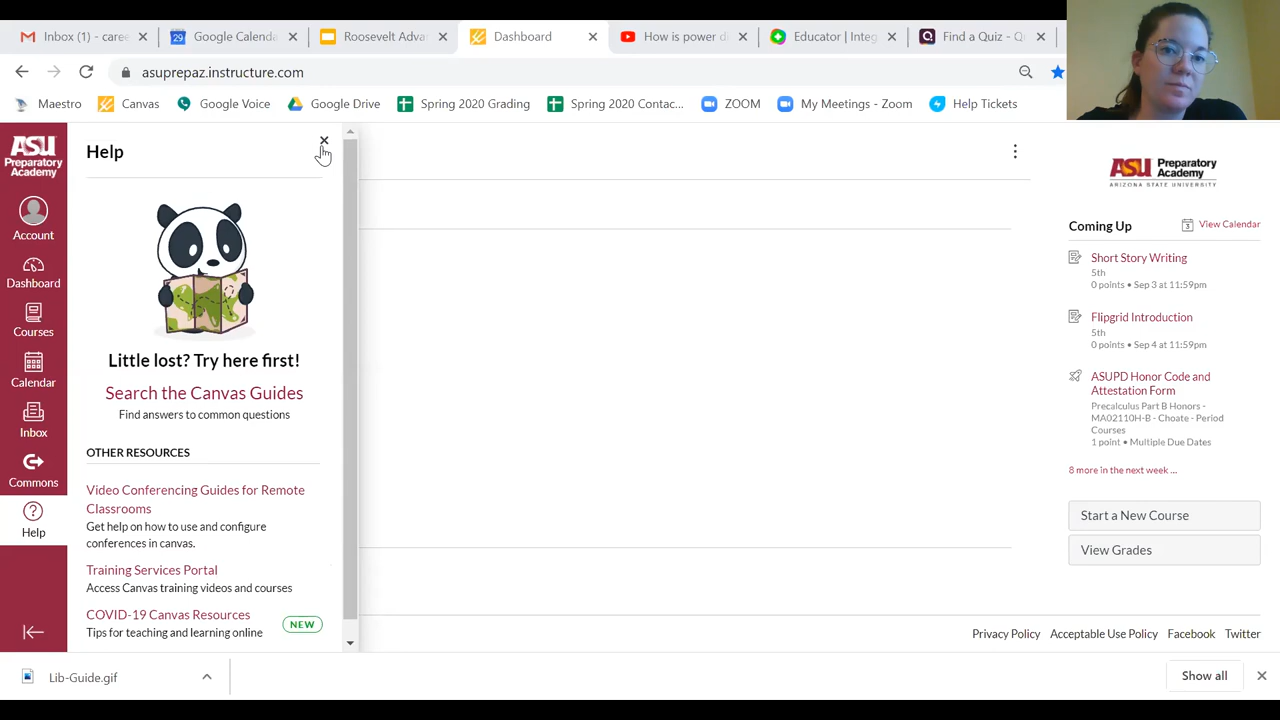 Inbox (1) - caree
Google Calenda
Roosevelt Adva
Dashboard
How is power di
Educator | Integ
Find a Quiz - Q
asuprepaz.instructure.com
Maestro
Canvas
Google Voice
Google Drive
Spring 2020 Grading
Spring 2020 Contac...
ZOOM
My Meetings - Zoom
Help Tickets
ASU
Preparatory
Academy
Account
Dashboard
Courses
Calendar
Inbox
Commons
Help
Help
Little lost? Try here first!
Search the Canvas Guides
Find answers to common questions
OTHER RESOURCES
Video Conferencing Guides for Remote
Classrooms
Get help on how to use and configure
conferences in canvas.
Training Services Portal
Access Canvas training videos and courses
COVID-19 Canvas Resources
NEW
Tips for teaching and learning online
ASU Preparatory
Academy
ARIZONA STATE UNIVERSITY
Coming Up
3
View Calendar
Short Story Writing
5th
0 points • Sep 3 at 11:59pm
Flipgrid Introduction
5th
0 points • Sep 4 at 11:59pm
ASUPD Honor Code and
Attestation Form
Precalculus Part B Honors -
MA02110H-B - Choate - Period
Courses
1 point • Multiple Due Dates
8 more in the next week ...
Start a New Course
View Grades
Privacy Policy
Acceptable Use Policy
Facebook
Twitter
Lib-Guide.gif
Show all